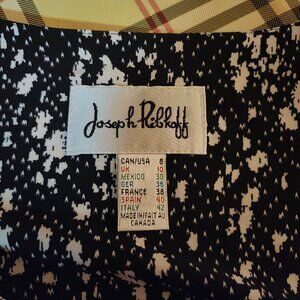 Joseph Ribkoff
CAN/USA 8
UK 10
MEXICO 30
GER 36
FRANCE 38
SPAIN 40
ITALY 42
MADE IN/FAIT AU
CANADA